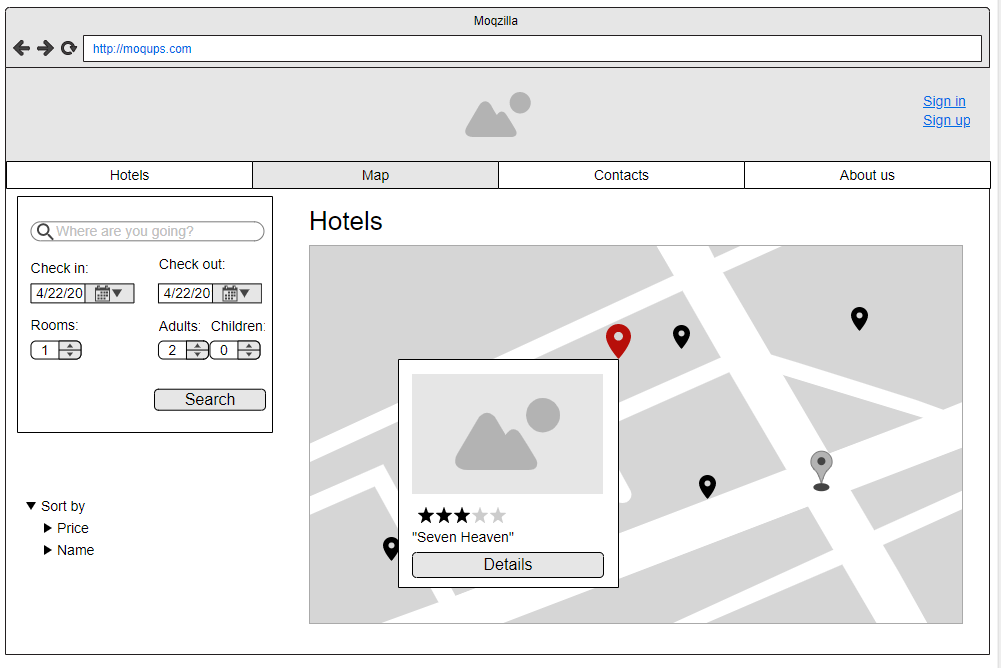 Moqzilla
http://moqups.com
Sign in
Sign up
Hotels Map Contacts About us
Where are you going?
Check in: Check out:
4/22/20 4/22/20
Rooms: Adults: Children:
1 2 0
Search
Sort by
Price
Name
Hotels
"Seven Heaven"
Details